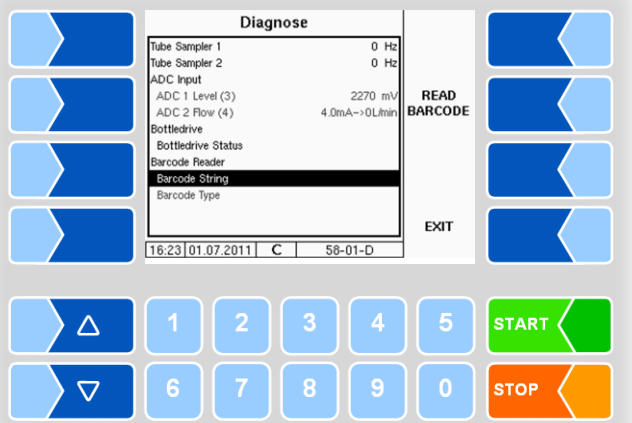 Diagnose
Tube Sampler 1 0 Hz
Tube Sampler 2 0 Hz
ADC Input
ADC 1 Level (3) 2270 mV
ADC 2 Flow (4) 4.0mA->0L/min
Bottledrive
Bottledrive Status
Barcode Reader
Barcode String
Barcode Type
READ
BARCODE
EXIT
16:23 01.07.2011 C 58-01-D
1 2 3 4 5 START
6 7 8 9 0 STOP